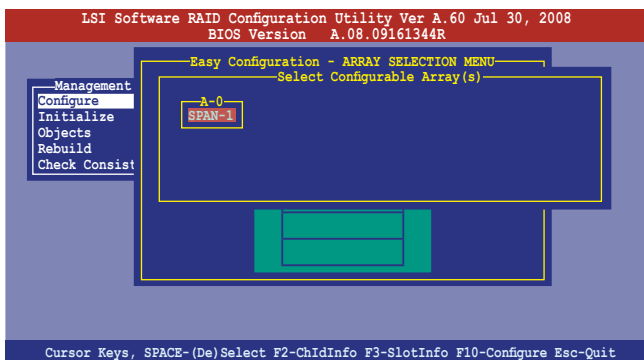 LSI Software RAID Configuration Utility Ver A.60 Jul 30, 2008
BIOS Version A.08.09161344R
Easy Configuration - ARRAY SELECTION MENU
Select Configurable Array(s)
Management
Configure
Initialize
Objects
Rebuild
Check Consist
A-0
SPAN-1
Cursor Keys, SPACE-(De)Select F2-ChIdInfo F3-SlotInfo F10-Configure Esc-Quit